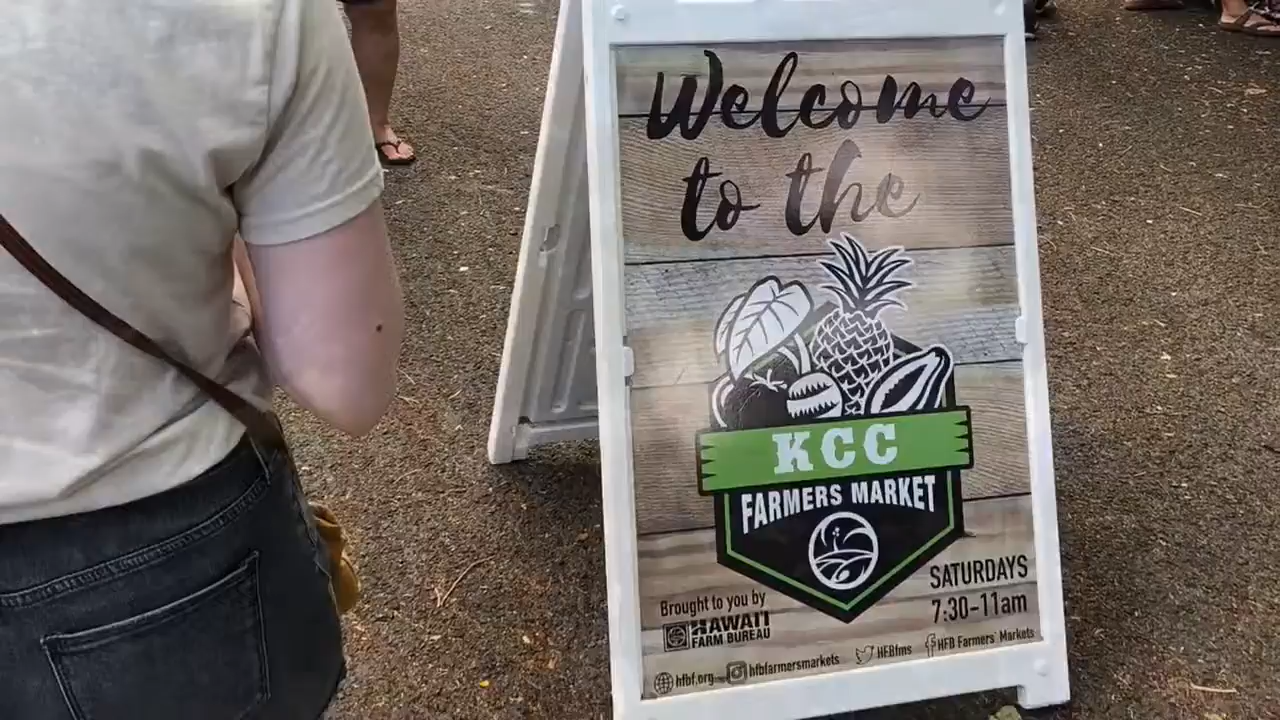 Welcome
to the
KCC
FARMERS MARKET
SATURDAYS
7:30-11am
Brought to you by
HAWAI'I
FARM BUREAU
hfbf.org
hfbfarmersmarkets
HFBfms
HFB Farmers' Markets